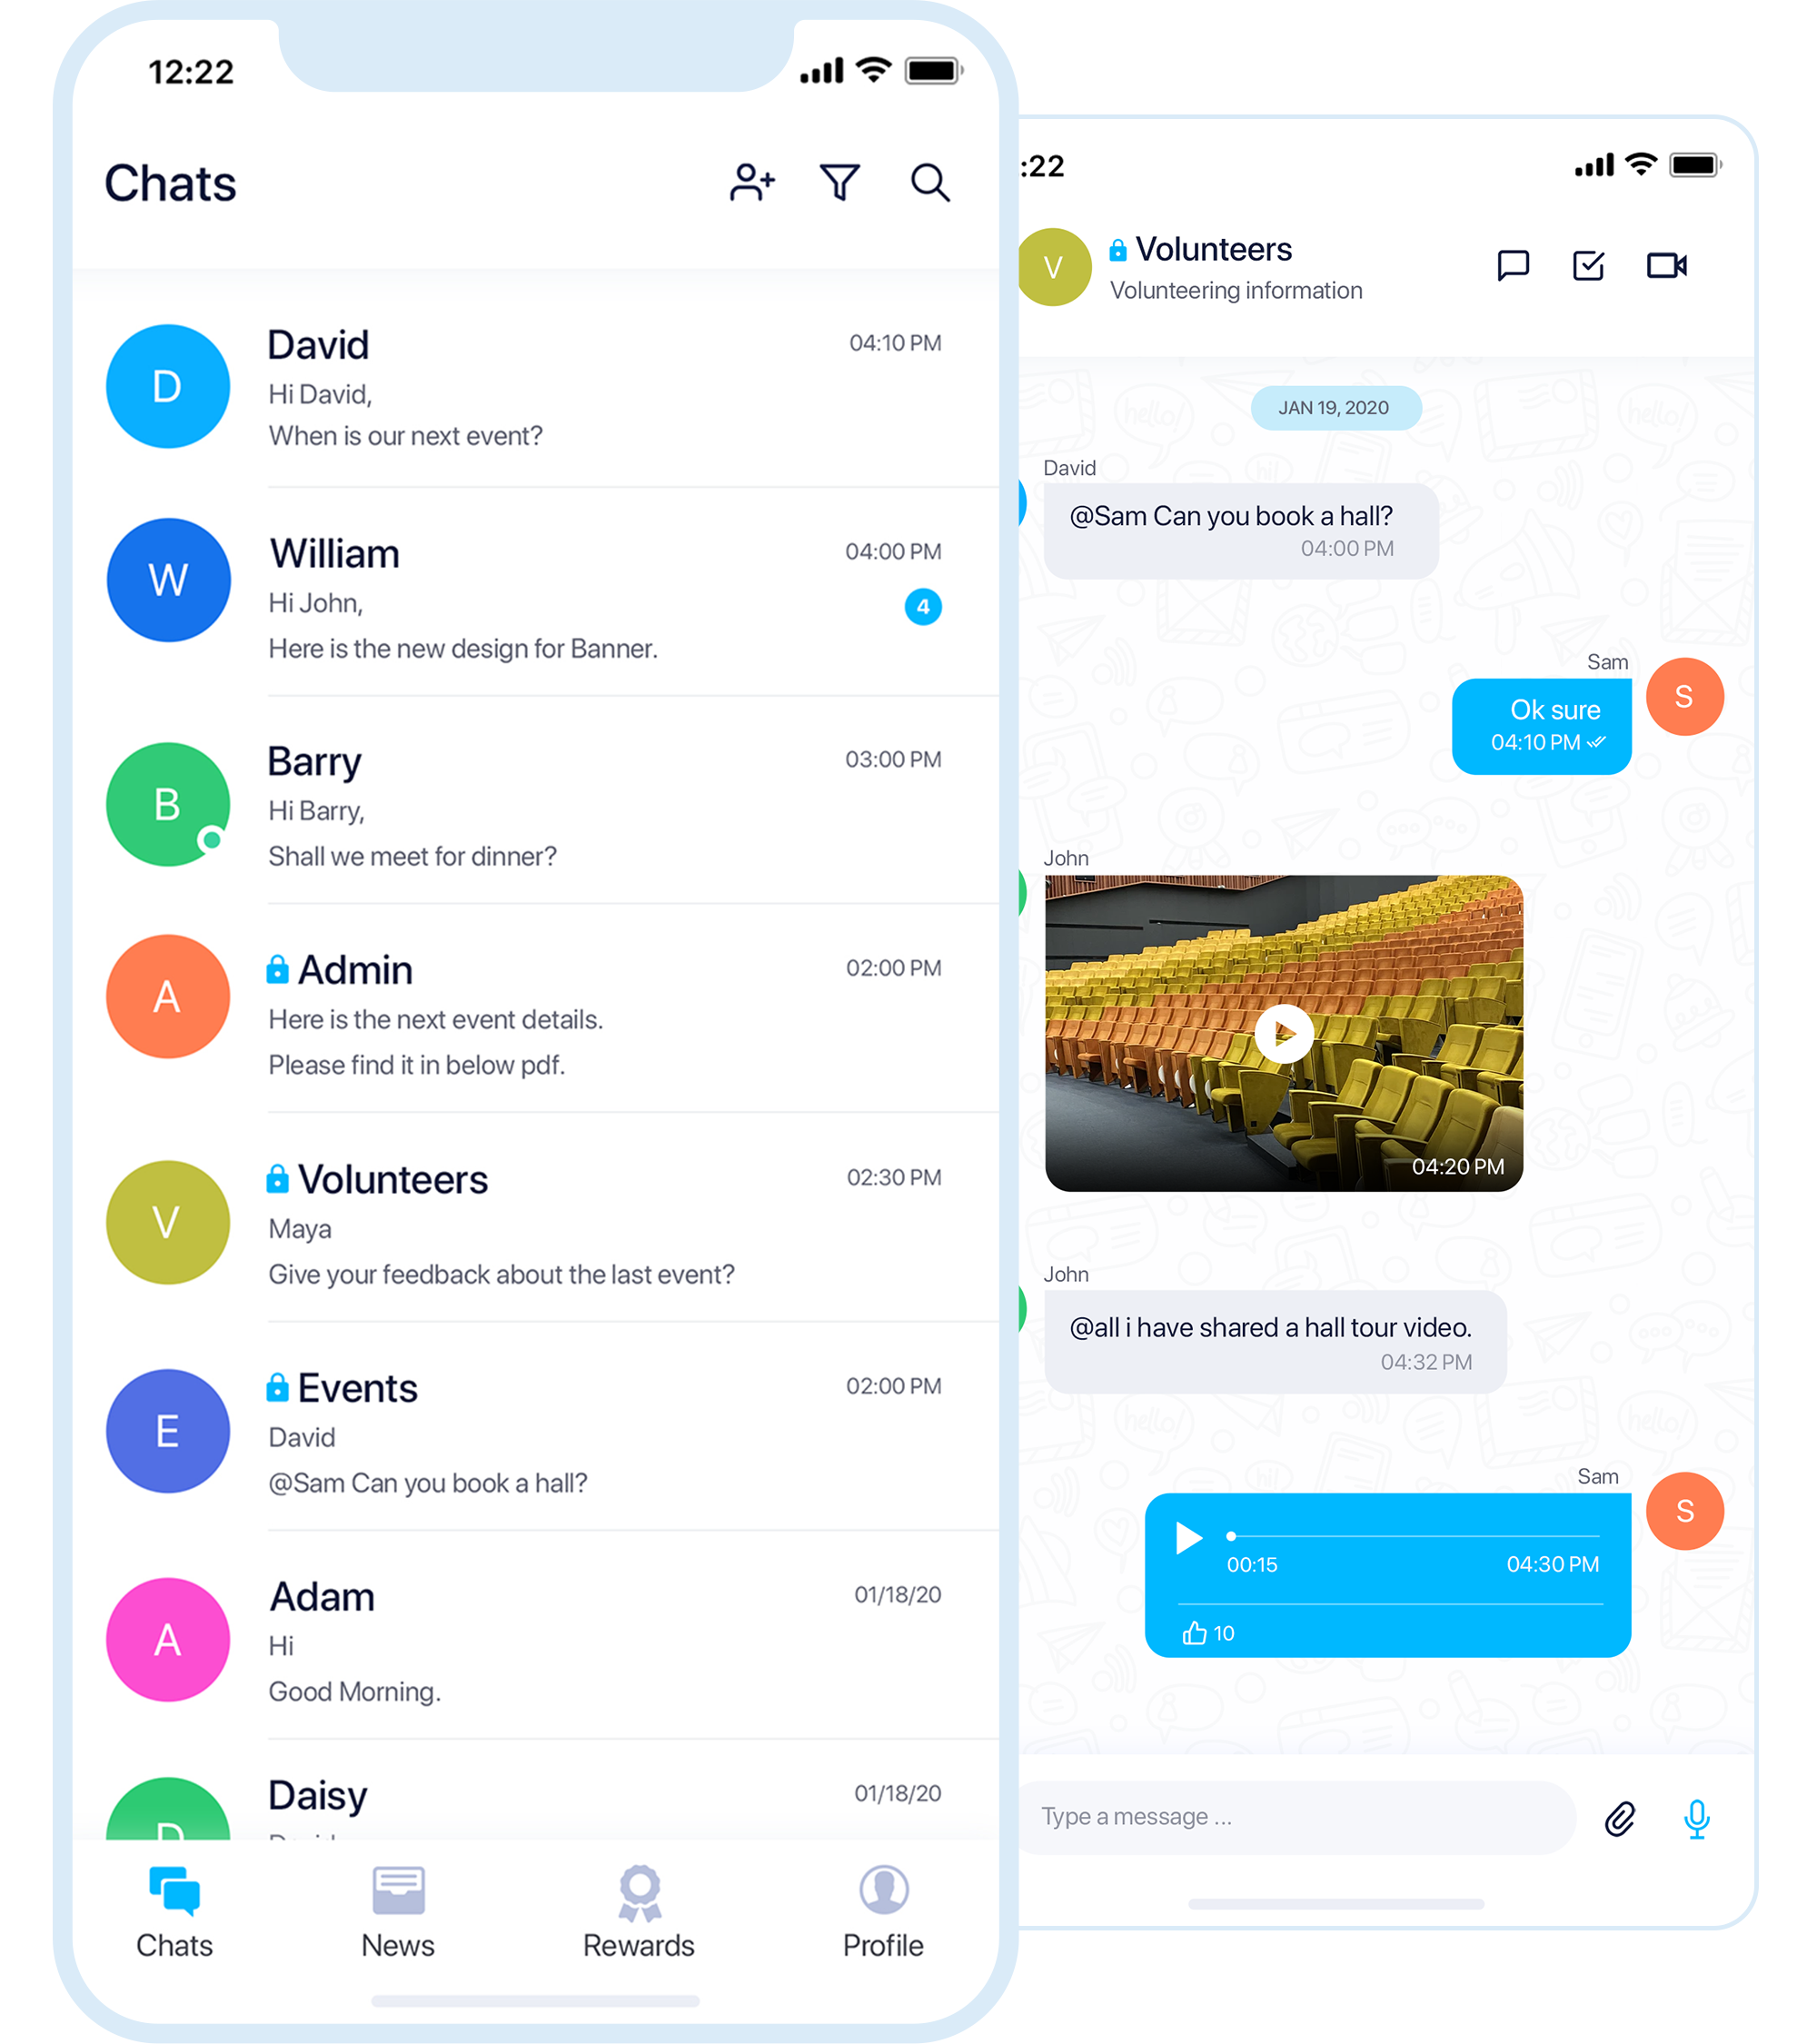 12:22
Chats
D
David
04:10 PM
Hi David,
When is our next event?
W
William
04:00 PM
Hi John,
4
Here is the new design for Banner.
B
Barry
03:00 PM
Hi Barry,
Shall we meet for dinner?
A
Admin
02:00 PM
Here is the next event details.
Please find it in below pdf.
V
Volunteers
02:30 PM
Maya
Give your feedback about the last event?
E
Events
02:00 PM
David
@Sam Can you book a hall?
A
Adam
01/18/20
Hi
Good Morning.
D
Daisy
01/18/20
Chats
News
Rewards
Profile
:22
V
Volunteers
Volunteering information
JAN 19, 2020
David
@Sam Can you book a hall?
04:00 PM
Sam
S
Ok sure
04:10 PM
John
04:20 PM
John
@all i have shared a hall tour video.
04:32 PM
Sam
S
00:15
04:30 PM
10
Type a message ...